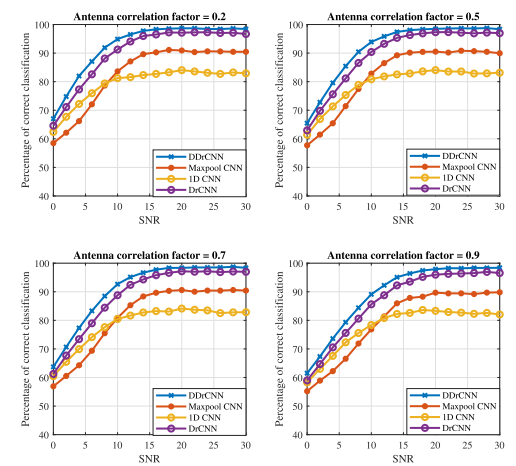 Antenna correlation factor = 0.2
Percentage of correct classification
100
90
80
70
60
50
40
0 5 10 15 20 25 30
SNR
DDrCNN
Maxpool CNN
1D CNN
DrCNN
Antenna correlation factor = 0.5
Percentage of correct classification
100
90
80
70
60
50
40
0 5 10 15 20 25 30
SNR
DDrCNN
Maxpool CNN
1D CNN
DrCNN
Antenna correlation factor = 0.7
Percentage of correct classification
100
90
80
70
60
50
40
0 5 10 15 20 25 30
SNR
DDrCNN
Maxpool CNN
1D CNN
DrCNN
Antenna correlation factor = 0.9
Percentage of correct classification
100
90
80
70
60
50
40
0 5 10 15 20 25 30
SNR
DDrCNN
Maxpool CNN
1D CNN
DrCNN